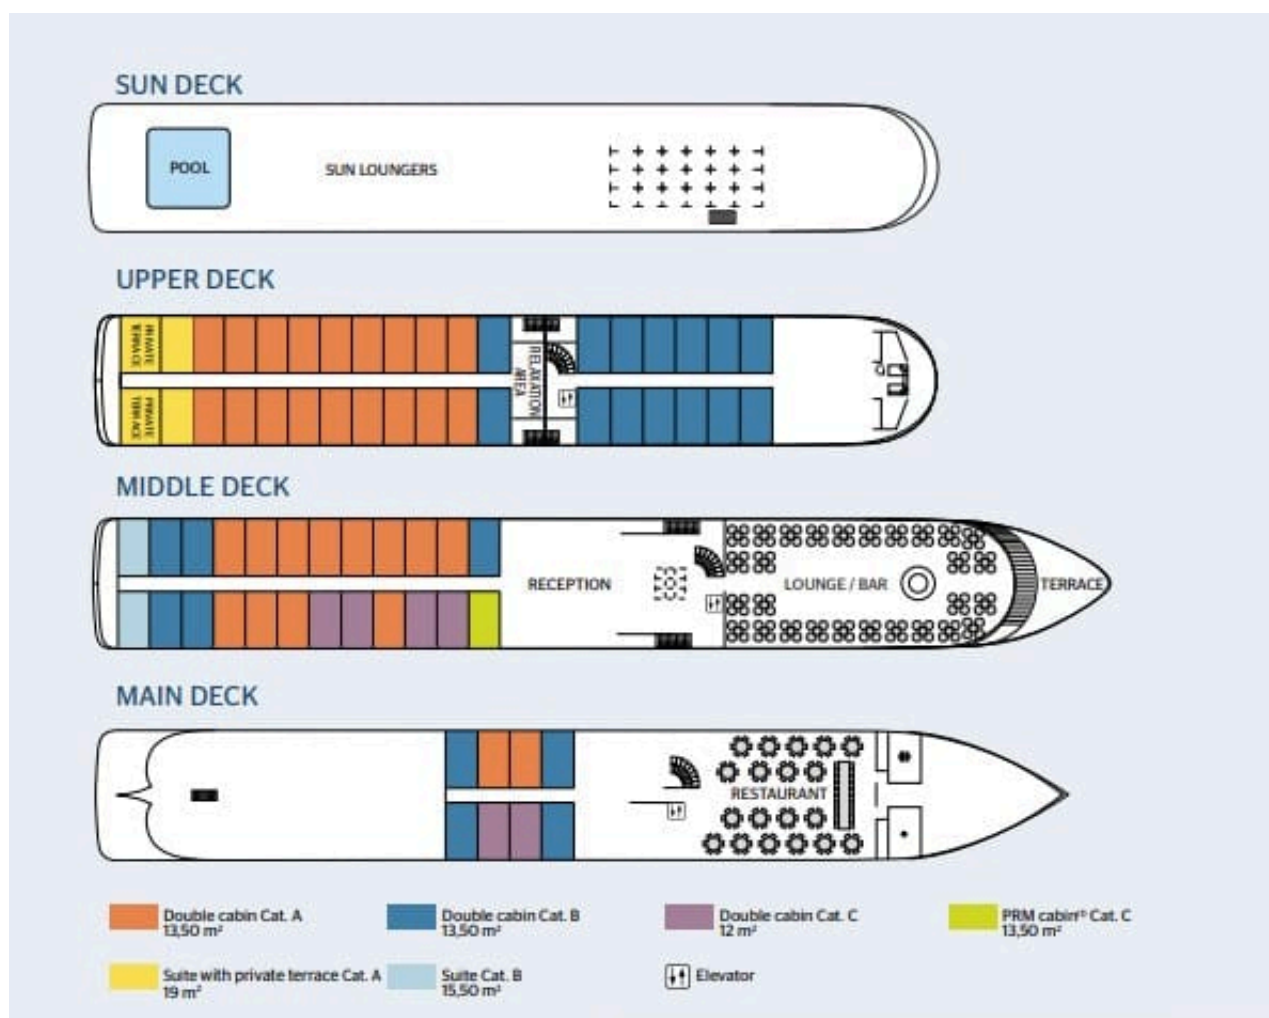 SUN DECK
POOL
SUN LOUNGERS
UPPER DECK
PRIVATE
TERRACE
RELAXATION
AREA
PRIVATE
TERRACE
MIDDLE DECK
RECEPTION
LOUNGE / BAR
TERRACE
MAIN DECK
RESTAURANT
Double cabin Cat. A
13,50 m²
Double cabin Cat. B
13,50 m²
Double cabin Cat. C
12 m²
PRM Cat. C
13,50 m²
Suite with private terrace Cat. A
19 m²
Suite Cat. B
15,50 m²
Elevator